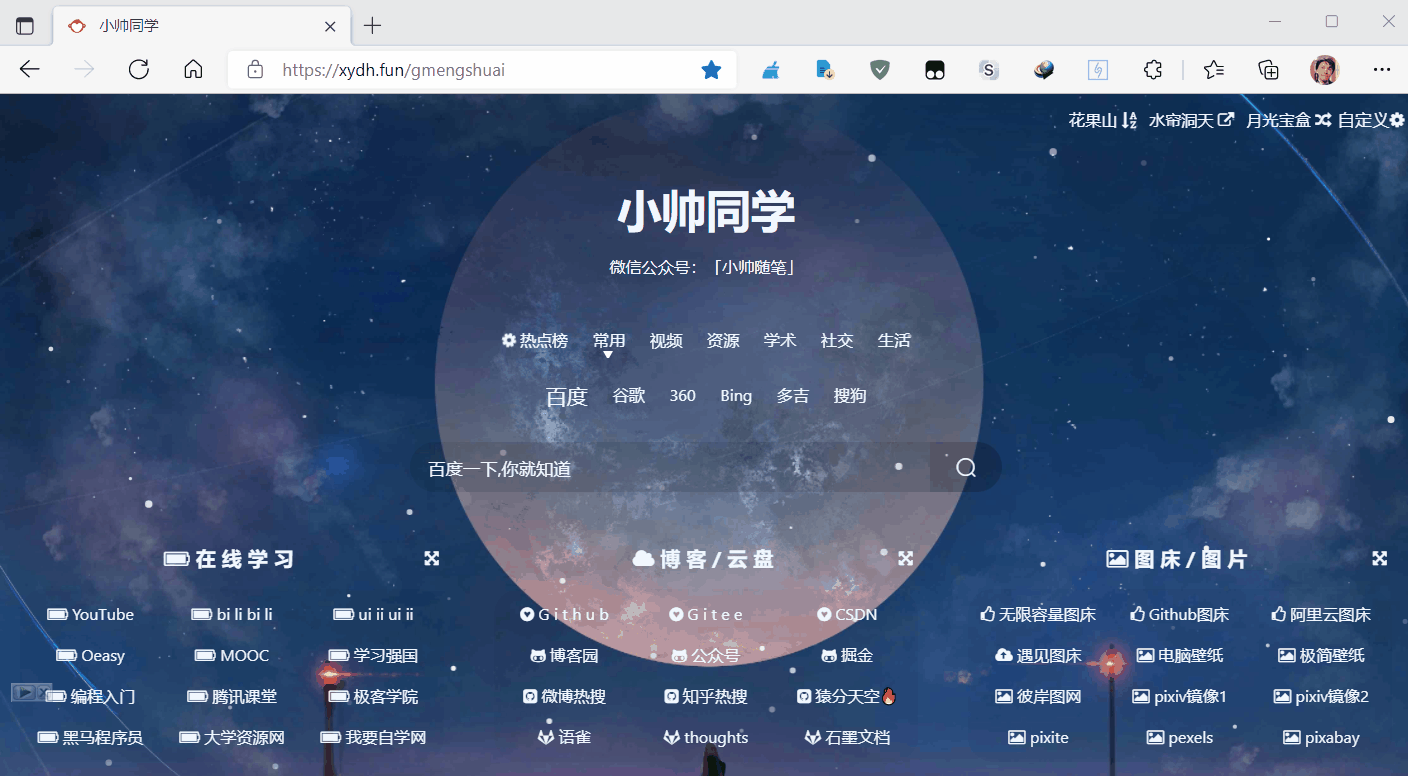 小帅同学
https://xydh.fun/gmengshuai
花果山 水帘洞天 月光宝盒 自定义
小帅同学
微信公众号：「小帅随笔」
热点榜 常用 视频 资源 学术 社交 生活
百度 谷歌 360 Bing 多吉 搜狗
百度一下,你就知道
在线学习
YouTube bi li bi li ui ii ui ii
Oeasy MOOC 学习强国
编程入门 腾讯课堂 极客学院
黑马程序员 大学资源网 我要自学网
博客/云盘
Github Gitee CSDN
博客园 公众号 掘金
微博热搜 知乎热搜 猿分天空🔥
语雀 thoughts 石墨文档
图床/图片
无限容量图床 Github图床 阿里云图床
遇见图床 电脑壁纸 极简壁纸
彼岸图网 pixiv镜像1 pixiv镜像2
pixite pexels pixabay